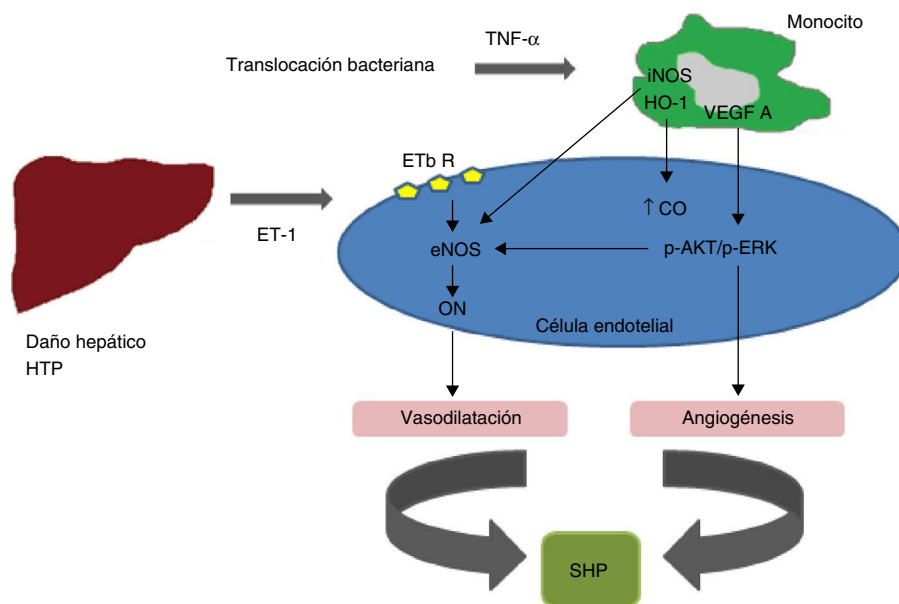 Monocito
TNF-α
Translocación bacteriana
iNOS
HO-1
VEGF A
ETb R
ET-1
↑ CO
eNOS
p-AKT/p-ERK
ON
Célula endotelial
Daño hepático
HTP
Vasodilatación
Angiogénesis
SHP